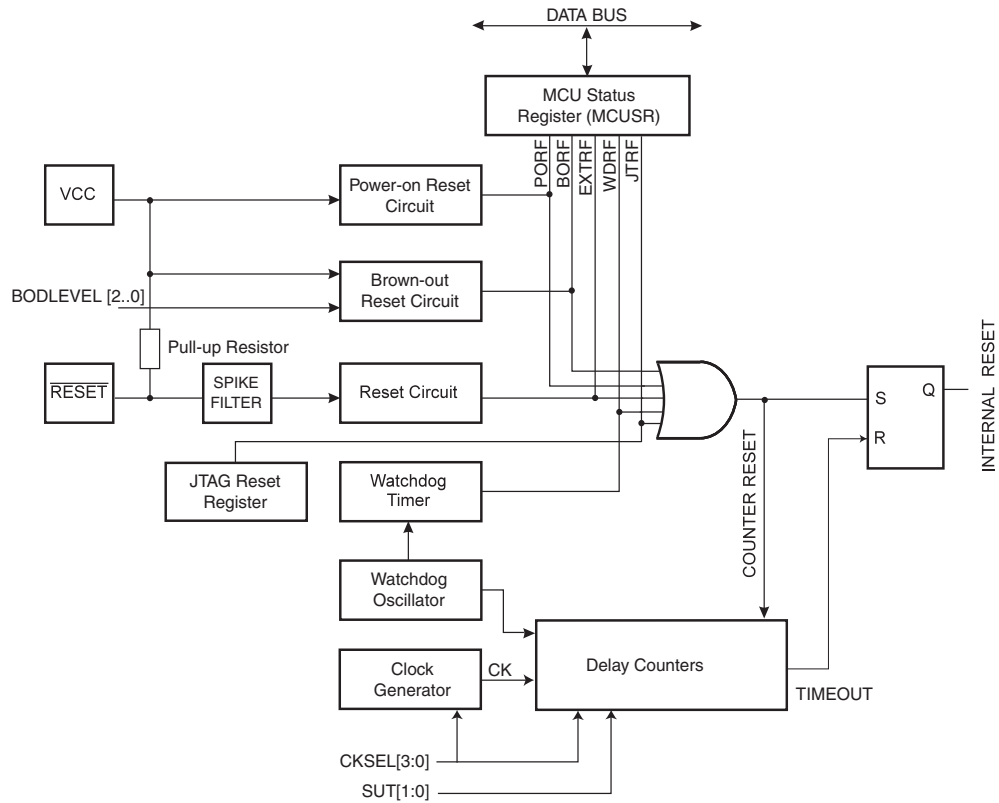 DATA BUS
MCU Status
Register (MCUSR)
PORF
BORF
EXTRF
WDRF
JTRF
VCC
Power-on Reset
Circuit
Brown-out
Reset Circuit
BODLEVEL [2..0]
Pull-up Resistor
RESET
SPIKE
FILTER
Reset Circuit
JTAG Reset
Register
Watchdog
Timer
Watchdog
Oscillator
Clock
Generator
CK
Delay Counters
CKSEL[3:0]
SUT[1:0]
COUNTER RESET
TIMEOUT
S
R
Q
INTERNAL RESET